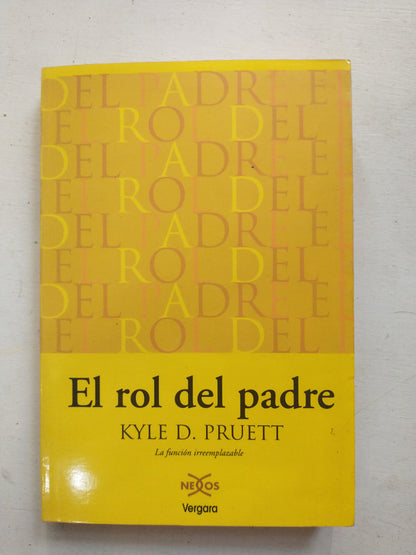 DEL PADRE E
EL ROL DEL
DEL PADRE E
EL ROL DEL
DEL PADRE E
EL ROL DEL
DEL PADRE E
EL ROL DEL
El rol del padre
KYLE D. PRUETT
La función irreemplazable
NEXOS
Vergara